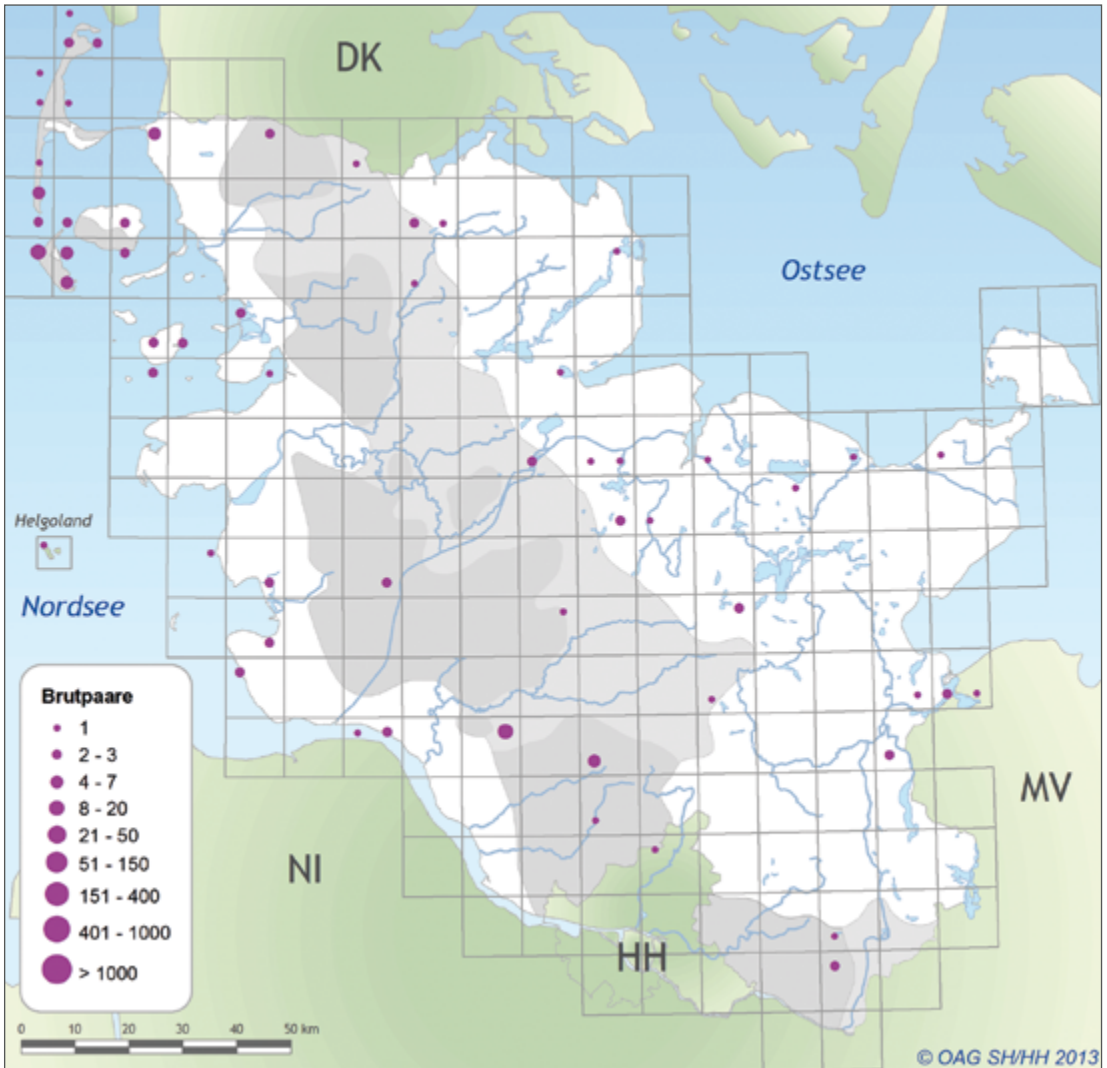 DK
Ostsee
Helgoland
Nordsee
Brutpaare
1
2 - 3
4 - 7
8 - 20
21 - 50
51 - 150
151 - 400
401 - 1000
> 1000
MV
NI
HH
0 10 20 30 40 50 km
© OAG SH/HH 2013